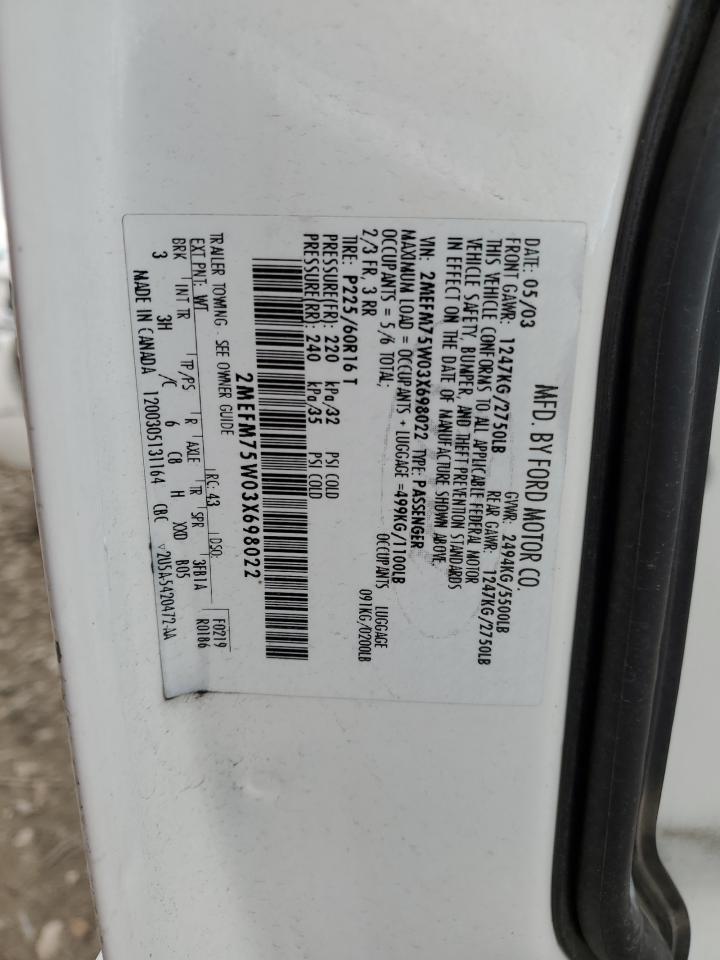 MFD. BY FORD MOTOR CO.
DATE: 05/03 GVWR: 2494KG/5500LB
FRONT GAWR: 1247KG/2750LB REAR GAWR: 1247KG/2750LB
THIS VEHICLE CONFORMS TO ALL APPLICABLE FEDERAL MOTOR
VEHICLE SAFETY, BUMPER, AND THEFT PREVENTION STANDARDS
IN EFFECT ON THE DATE OF MANUFACTURE SHOWN ABOVE.
VIN: 2MEFM75W03X698022 TYPE: PASSENGER
MAXIMUM LOAD = OCCUPANTS + LUGGAGE =499KG/1100LB
OCCUPANTS = 5/6 TOTAL; OCCUPANTS LUGGAGE
2/3 FR, 3 RR 091KG/0200LB
TIRE: P225/60R16 T
PRESSURE(FR): 220 kPa/32 PSI COLD
PRESSURE(RR): 240 kPa/35 PSI COLD
2MEFM75W03X698022
TRAILER TOWING - SEE OWNER GUIDE
EXT PNT: WT RC: 43 DSO: F0219
BRK INT TR TP/PS R AXLE TR SPR 3FB1A R0186
3 3H /C 6 C8 H XXD B05
MADE IN CANADA 1200305131164 CBC V2U5A-5420472-AA